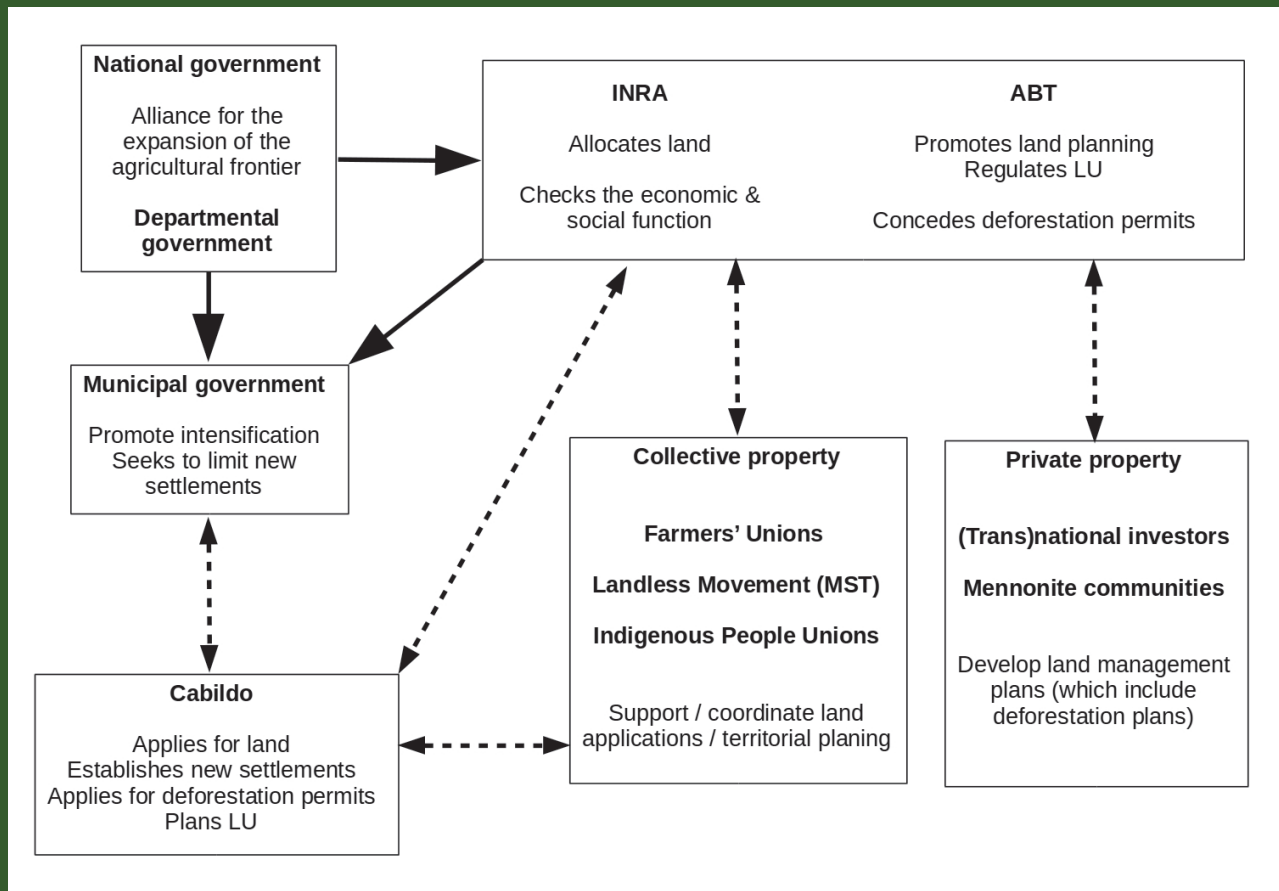 National government
Alliance for the
expansion of the
agricultural frontier
Departmental
government
INRA
Allocates land
Checks the economic &
social function
ABT
Promotes land planning
Regulates LU
Concedes deforestation permits
Municipal government
Promote intensification
Seeks to limit new
settlements
Collective property
Farmers’ Unions
Landless Movement (MST)
Indigenous People Unions
Support / coordinate land
applications / territorial planing
Private property
(Trans)national investors
Mennonite communities
Develop land management
plans (which include
deforestation plans)
Cabildo
Applies for land
Establishes new settlements
Applies for deforestation permits
Plans LU